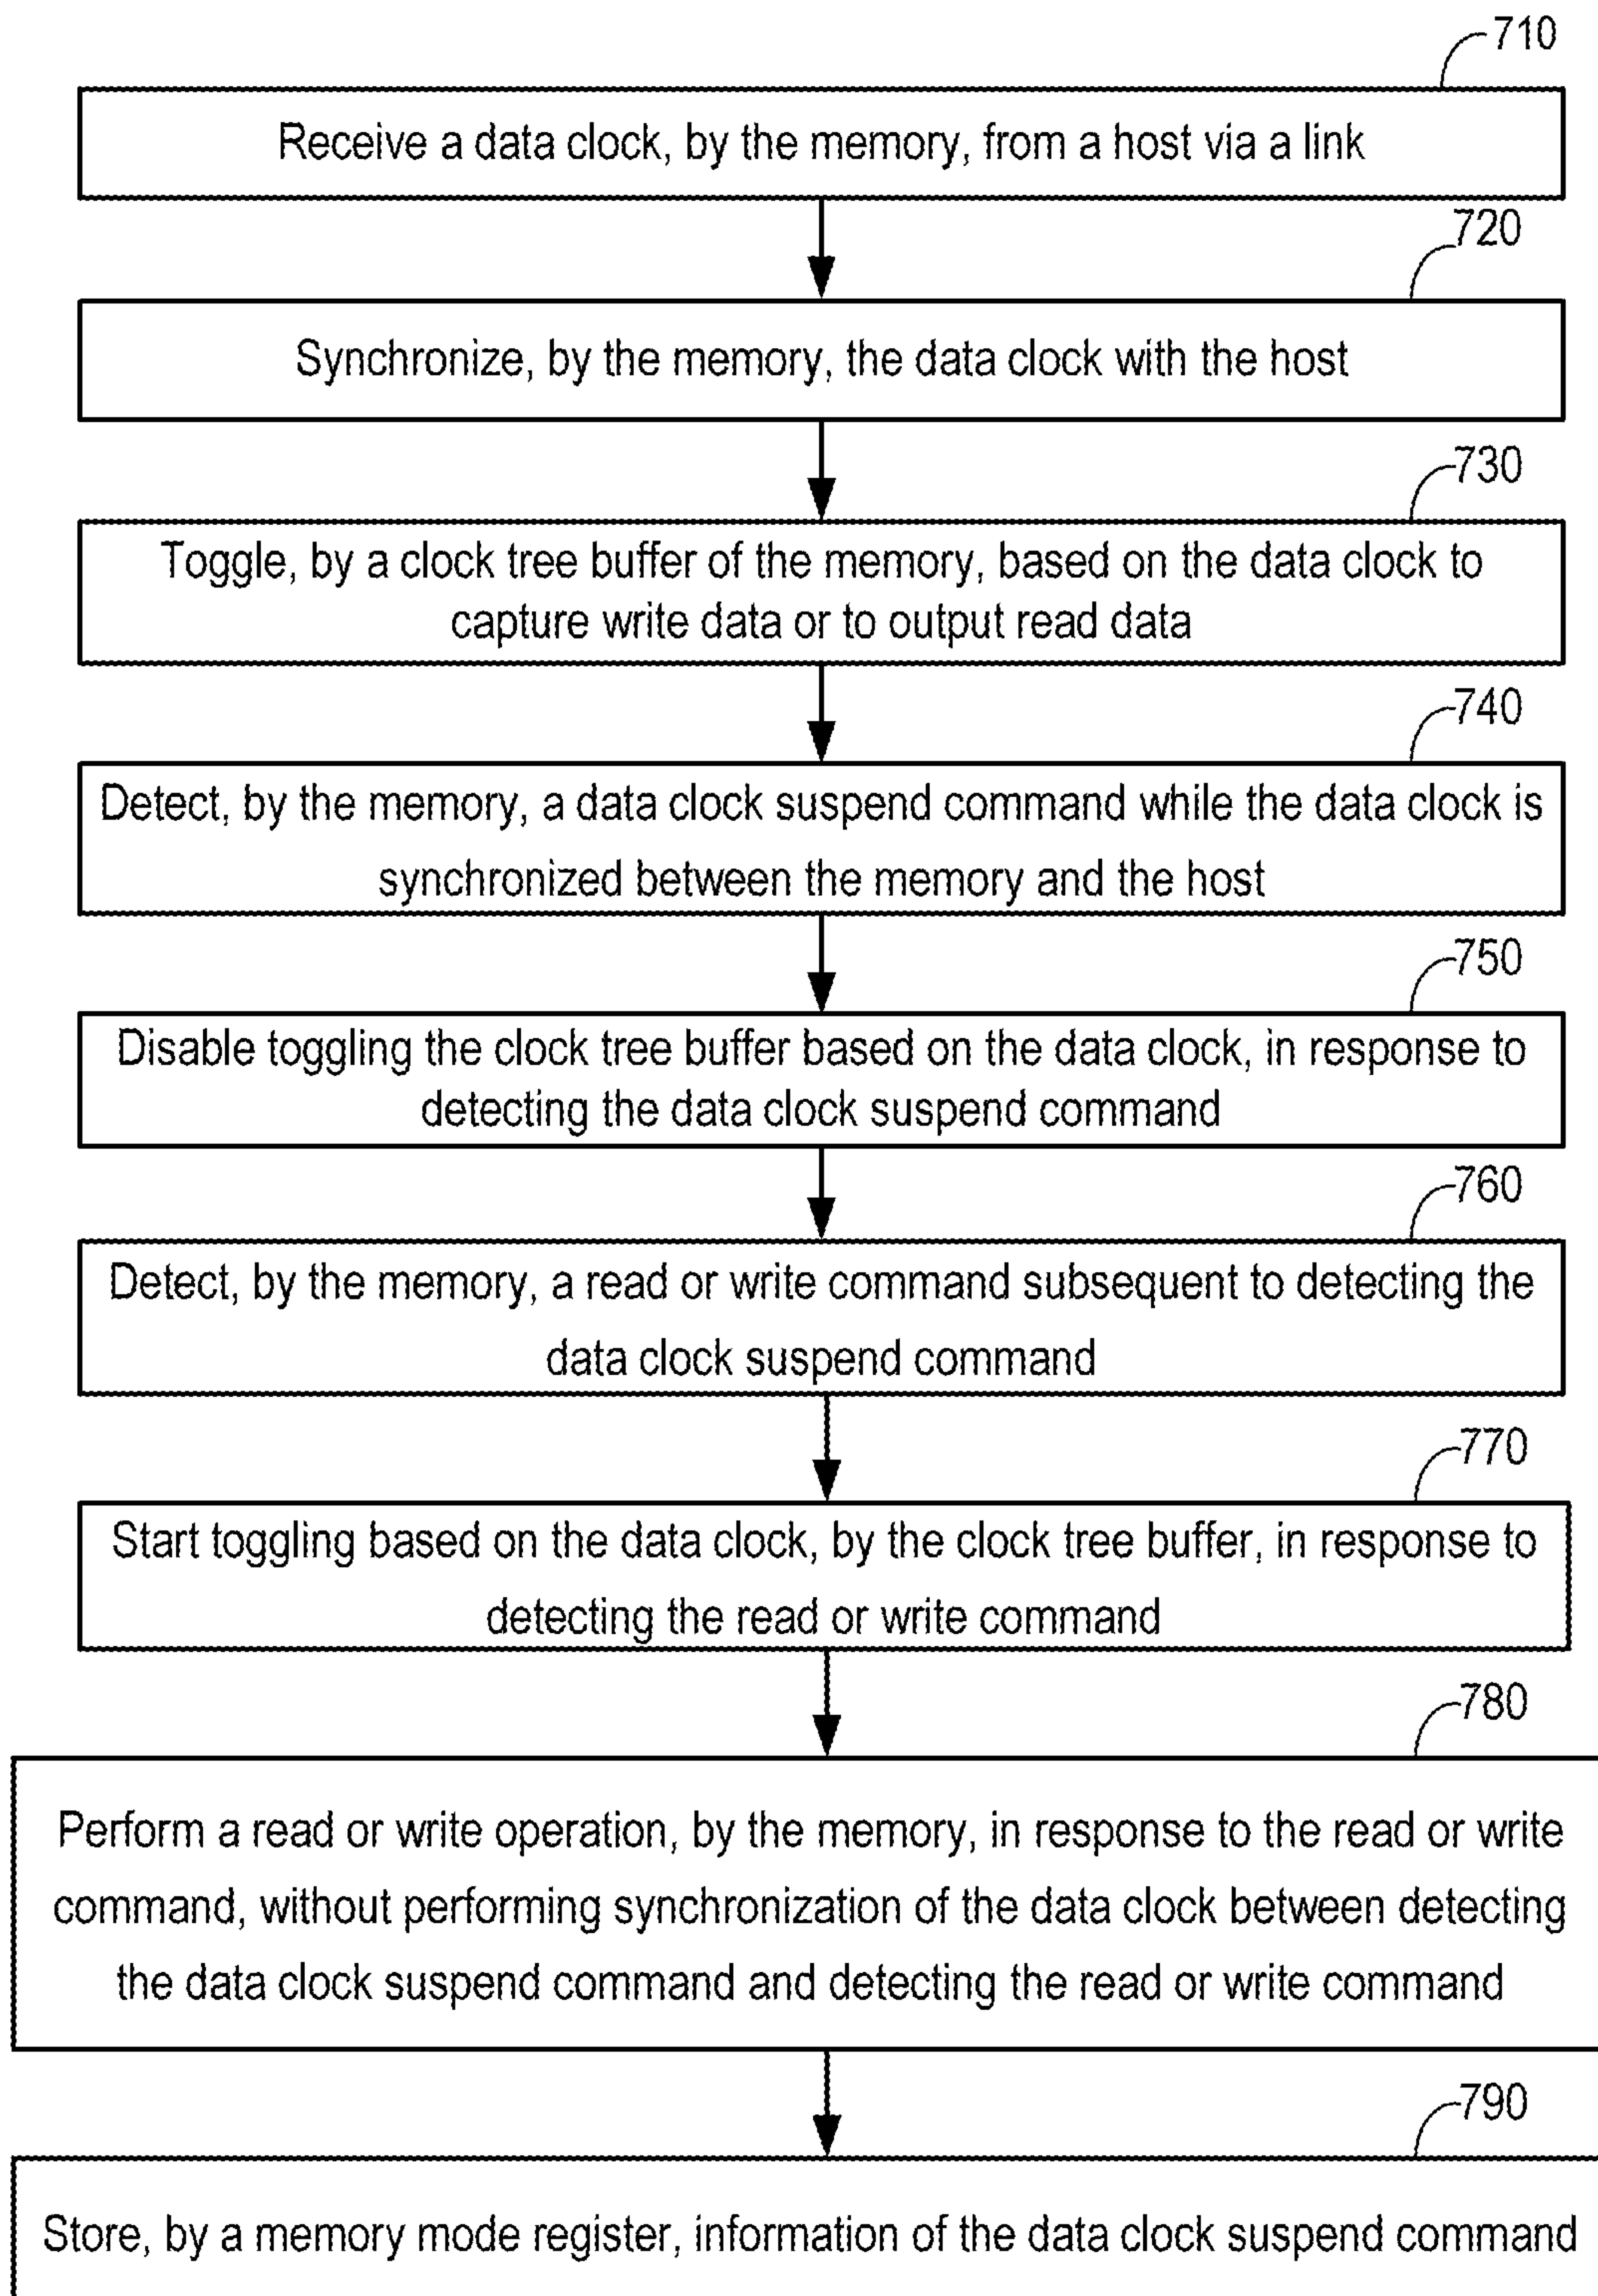 710
Receive a data clock, by the memory, from a host via a link
720
Synchronize, by the memory, the data clock with the host
730
Toggle, by a clock tree buffer of the memory, based on the data clock to
capture write data or to output read data
740
Detect, by the memory, a data clock suspend command while the data clock is
synchronized between the memory and the host
750
Disable toggling the clock tree buffer based on the data clock, in response to
detecting the data clock suspend command
760
Detect, by the memory, a read or write command subsequent to detecting the
data clock suspend command
770
Start toggling based on the data clock, by the clock tree buffer, in response to
detecting the read or write command
780
Perform a read or write operation, by the memory, in response to the read or write
command, without performing synchronization of the data clock between detecting
the data clock suspend command and detecting the read or write command
790
Store, by a memory mode register, information of the data clock suspend command